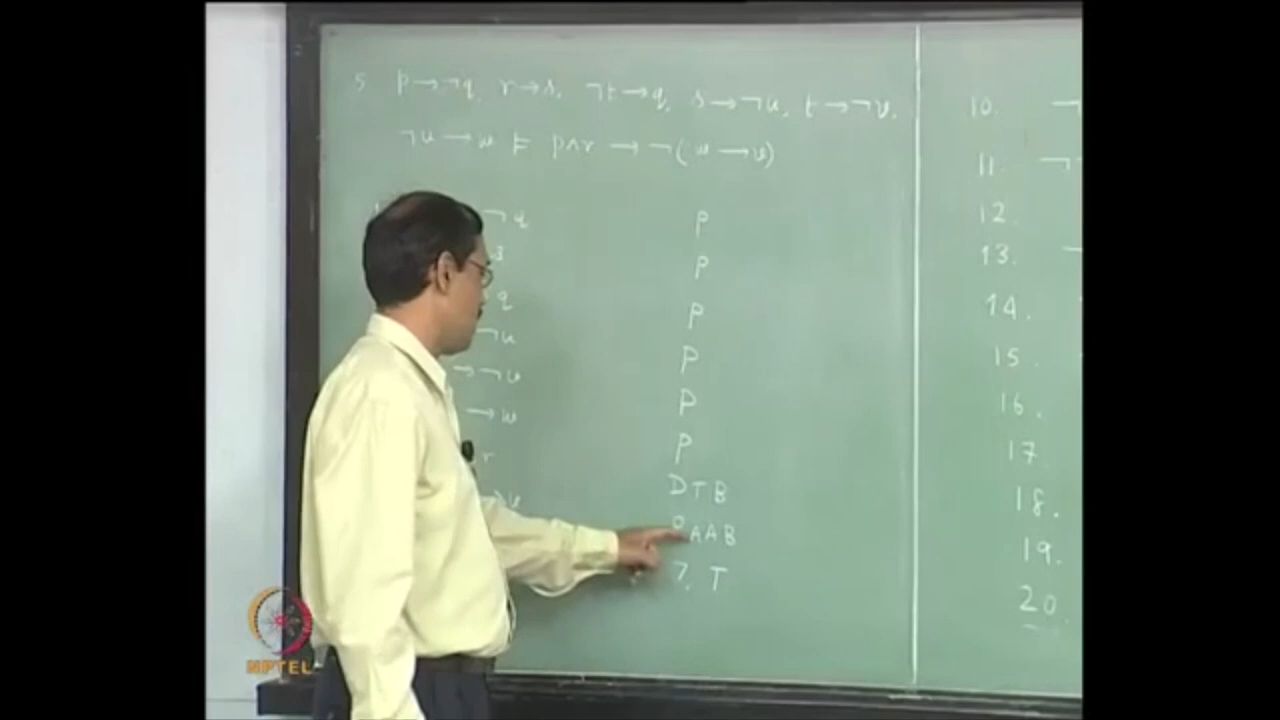 5 p→¬q, r→s, ¬t→q, s→¬u, t→¬v,
¬u→w ⊨ p∧r → ¬(w→v)
¬q P
s P
q P
¬u P
→¬v P
→w P
r DTB
→v AAB
7, T
10. ¬
11. ¬¬
12.
13. ¬
14.
15.
16.
17
18.
19.
20
NPTEL